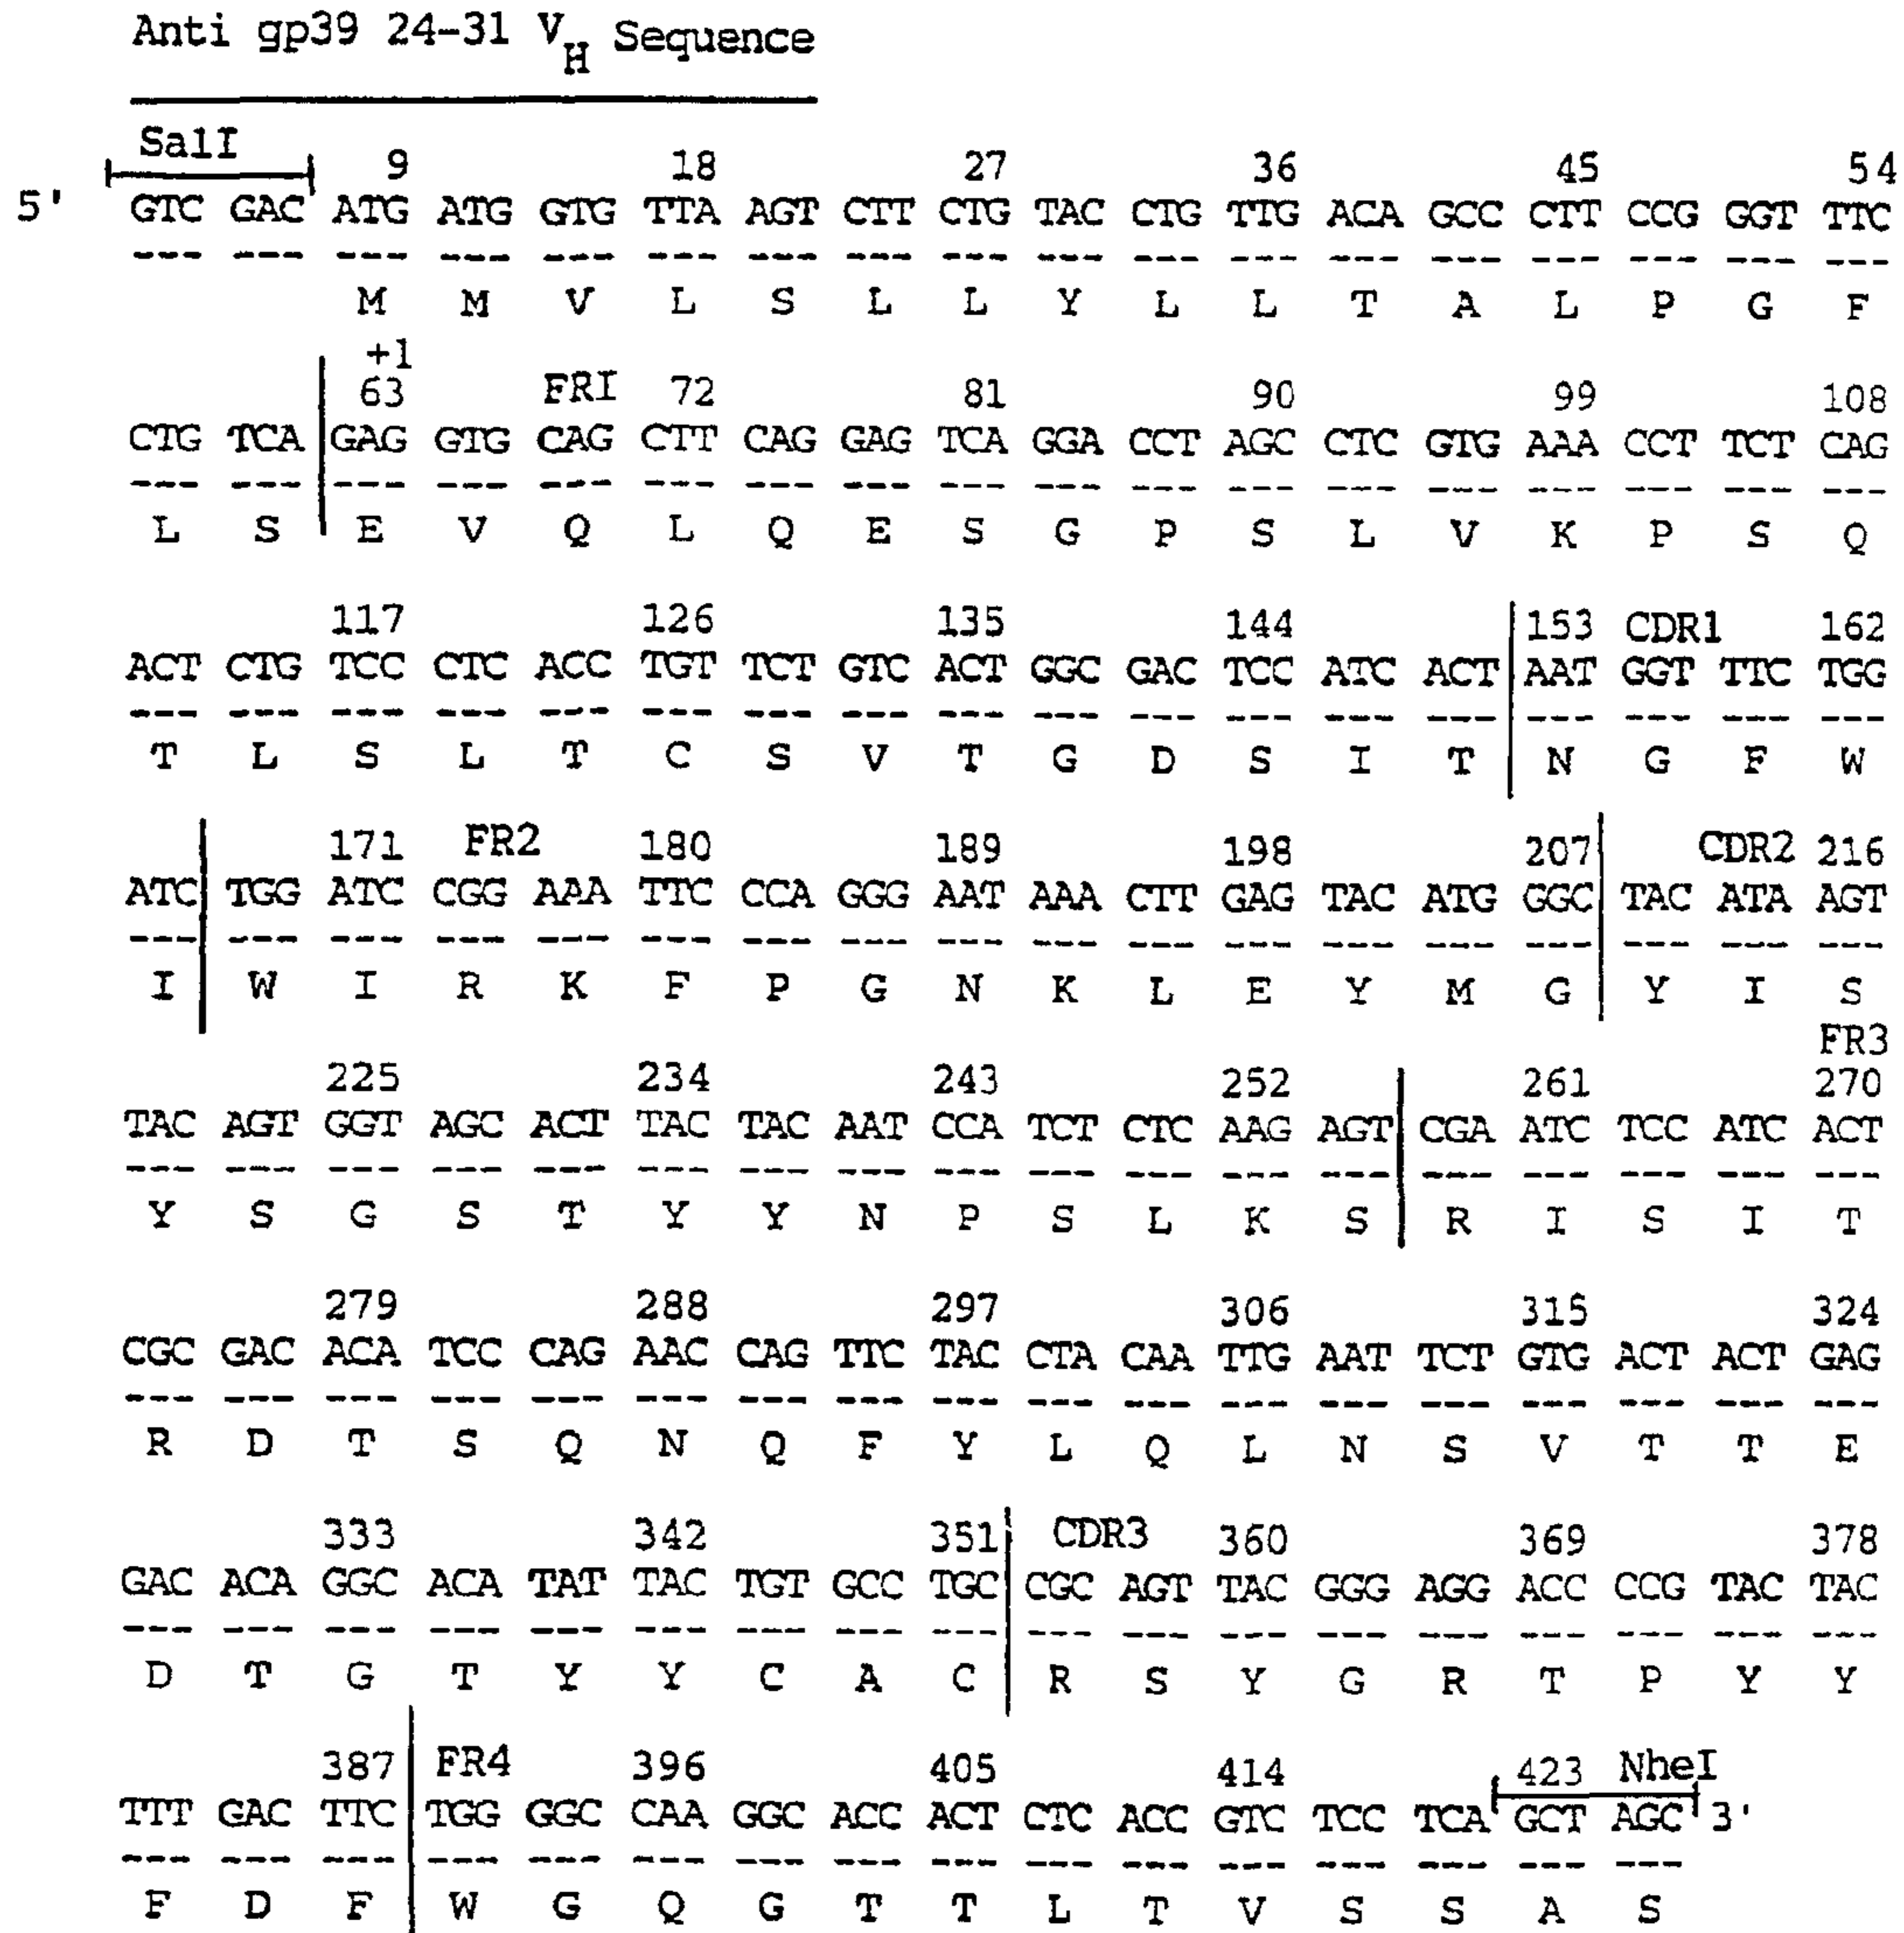 Anti gp39 24-31 VH Sequence
SalI
9 18 27 36 45 54
5' GTC GAC ATG ATG GTG TTA AGT CTT CTG TAC CTG TTG ACA GCC CTT CCG GGT TTC
--- --- --- --- --- --- --- --- --- --- --- --- --- --- --- --- --- ---
M M V L S L L Y L L T A L P G F
+1
63 FRI 72 81 90 99 108
CTG TCA GAG GTG CAG CTT CAG GAG TCA GGA CCT AGC CTC GTG AAA CCT TCT CAG
--- --- --- --- --- --- --- --- --- --- --- --- --- --- --- --- --- ---
L S E V Q L Q E S G P S L V K P S Q
117 126 135 144 153 CDR1 162
ACT CTG TCC CTC ACC TGT TCT GTC ACT GGC GAC TCC ATC ACT AAT GGT TTC TGG
--- --- --- --- --- --- --- --- --- --- --- --- --- --- --- --- --- ---
T L S L T C S V T G D S I T N G F W
171 FR2 180 189 198 207 CDR2 216
ATC TGG ATC CGG AAA TTC CCA GGG AAT AAA CTT GAG TAC ATG GGC TAC ATA AGT
--- --- --- --- --- --- --- --- --- --- --- --- --- --- --- --- --- ---
I W I R K F P G N K L E Y M G Y I S
FR3
225 234 243 252 261 270
TAC AGT GGT AGC ACT TAC TAC AAT CCA TCT CTC AAG AGT CGA ATC TCC ATC ACT
--- --- --- --- --- --- --- --- --- --- --- --- --- --- --- --- --- ---
Y S G S T Y Y N P S L K S R I S I T
279 288 297 306 315 324
CGC GAC ACA TCC CAG AAC CAG TTC TAC CTA CAA TTG AAT TCT GTG ACT ACT GAG
--- --- --- --- --- --- --- --- --- --- --- --- --- --- --- --- --- ---
R D T S Q N Q F Y L Q L N S V T T E
333 342 351 CDR3 360 369 378
GAC ACA GGC ACA TAT TAC TGT GCC TGC CGC AGT TAC GGG AGG ACC CCG TAC TAC
--- --- --- --- --- --- --- --- --- --- --- --- --- --- --- --- --- ---
D T G T Y Y C A C R S Y G R T P Y Y
387 FR4 396 405 414 423 NheI
TTT GAC TTC TGG GGC CAA GGC ACC ACT CTC ACC GTC TCC TCA GCT AGC 3'
--- --- --- --- --- --- --- --- --- --- --- --- --- --- --- ---
F D F W G Q G T T L T V S S A S